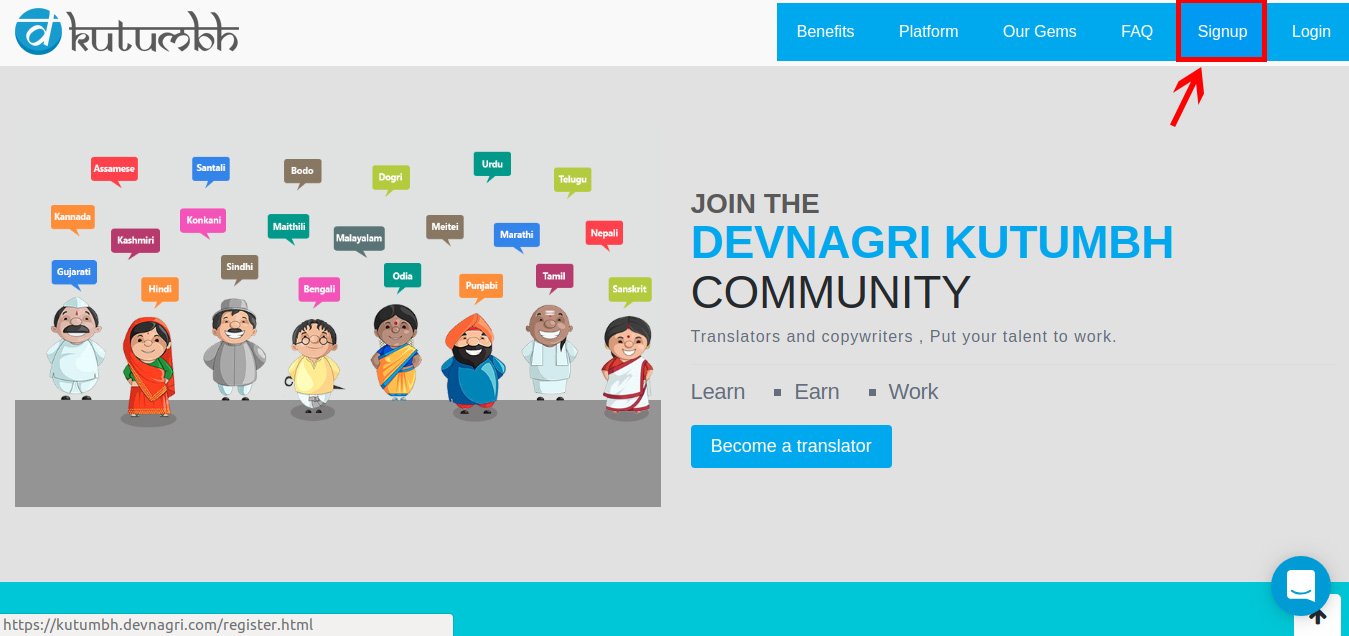 d kutumbh
Benefits Platform Our Gems FAQ Signup Login
Assamese
Santali
Bodo
Dogri
Urdu
Telugu
Kannada
Konkani
Kashmiri
Maithili
Malayalam
Meitei
Marathi
Nepali
Gujarati
Hindi
Sindhi
Bengali
Odia
Punjabi
Tamil
Sanskrit
JOIN THE
DEVNAGRI KUTUMBH
COMMUNITY
Translators and copywriters , Put your talent to work.
Learn ▪ Earn ▪ Work
Become a translator
https://kutumbh.devnagri.com/register.html